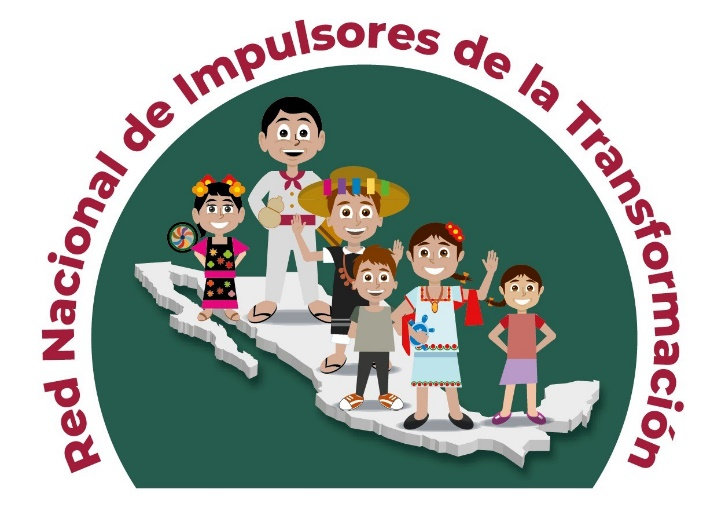 Red Nacional de Impulsores de la Transformación